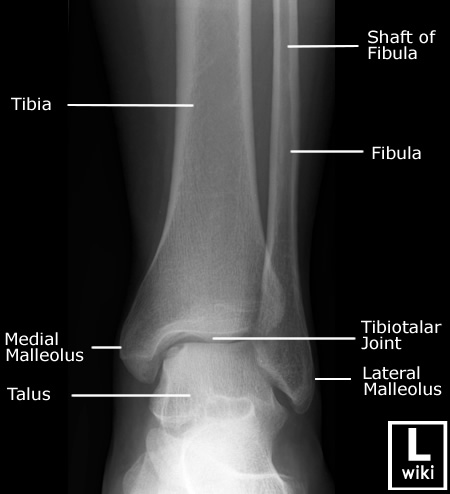 Shaft of
Fibula
Tibia
Fibula
Tibiotalar
Joint
Medial
Malleolus
Lateral
Malleolus
Talus
L
wiki